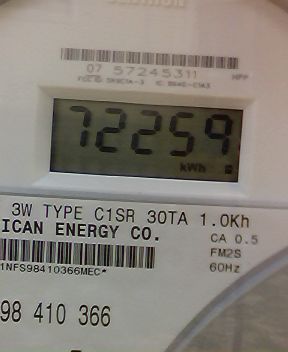 07 57245311
72259
kWh
3W TYPE C1SR 30TA 1.0Kh
ICAN ENERGY CO.
CA 0.5
FM2S
60Hz
1NFS98410366MEC*
98 410 366